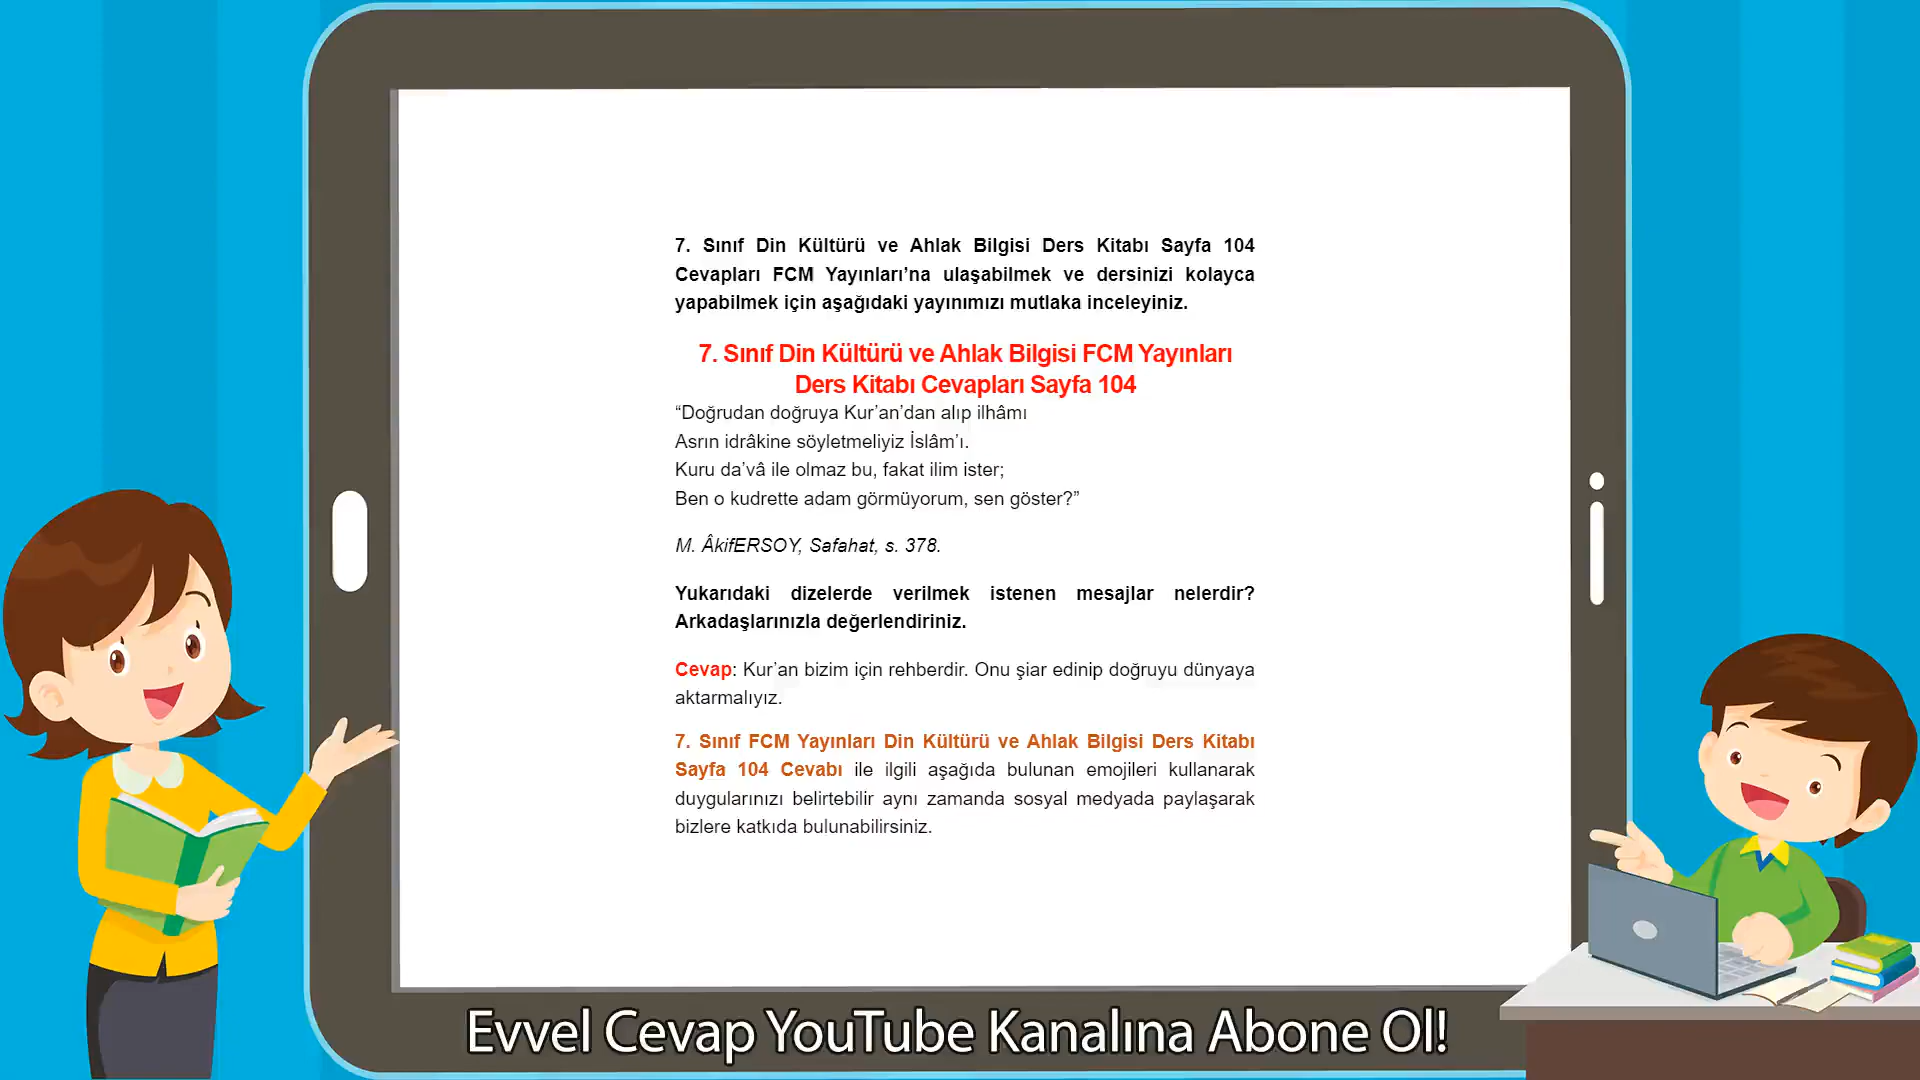 7. Sınıf Din Kültürü ve Ahlak Bilgisi Ders Kitabı Sayfa 104
Cevapları FCM Yayınları’na ulaşabilmek ve dersinizi kolayca
yapabilmek için aşağıdaki yayınımızı mutlaka inceleyiniz.
7. Sınıf Din Kültürü ve Ahlak Bilgisi FCM Yayınları
Ders Kitabı Cevapları Sayfa 104
“Doğrudan doğruya Kur’an’dan alıp ilhâmı
Asrın idrâkine söyletmeliyiz İslâm’ı.
Kuru da’vâ ile olmaz bu, fakat ilim ister;
Ben o kudrette adam görmüyorum, sen göster?”
M. ÂkifERSOY, Safahat, s. 378.
Yukarıdaki dizelerde verilmek istenen mesajlar nelerdir?
Arkadaşlarınızla değerlendiriniz.
Cevap: Kur’an bizim için rehberdir. Onu şiar edinip doğruyu dünyaya
aktarmalıyız.
7. Sınıf FCM Yayınları Din Kültürü ve Ahlak Bilgisi Ders Kitabı
Sayfa 104 Cevabı ile ilgili aşağıda bulunan emojileri kullanarak
duygularınızı belirtebilir aynı zamanda sosyal medyada paylaşarak
bizlere katkıda bulunabilirsiniz.
Evvel Cevap YouTube Kanalına Abone Ol!